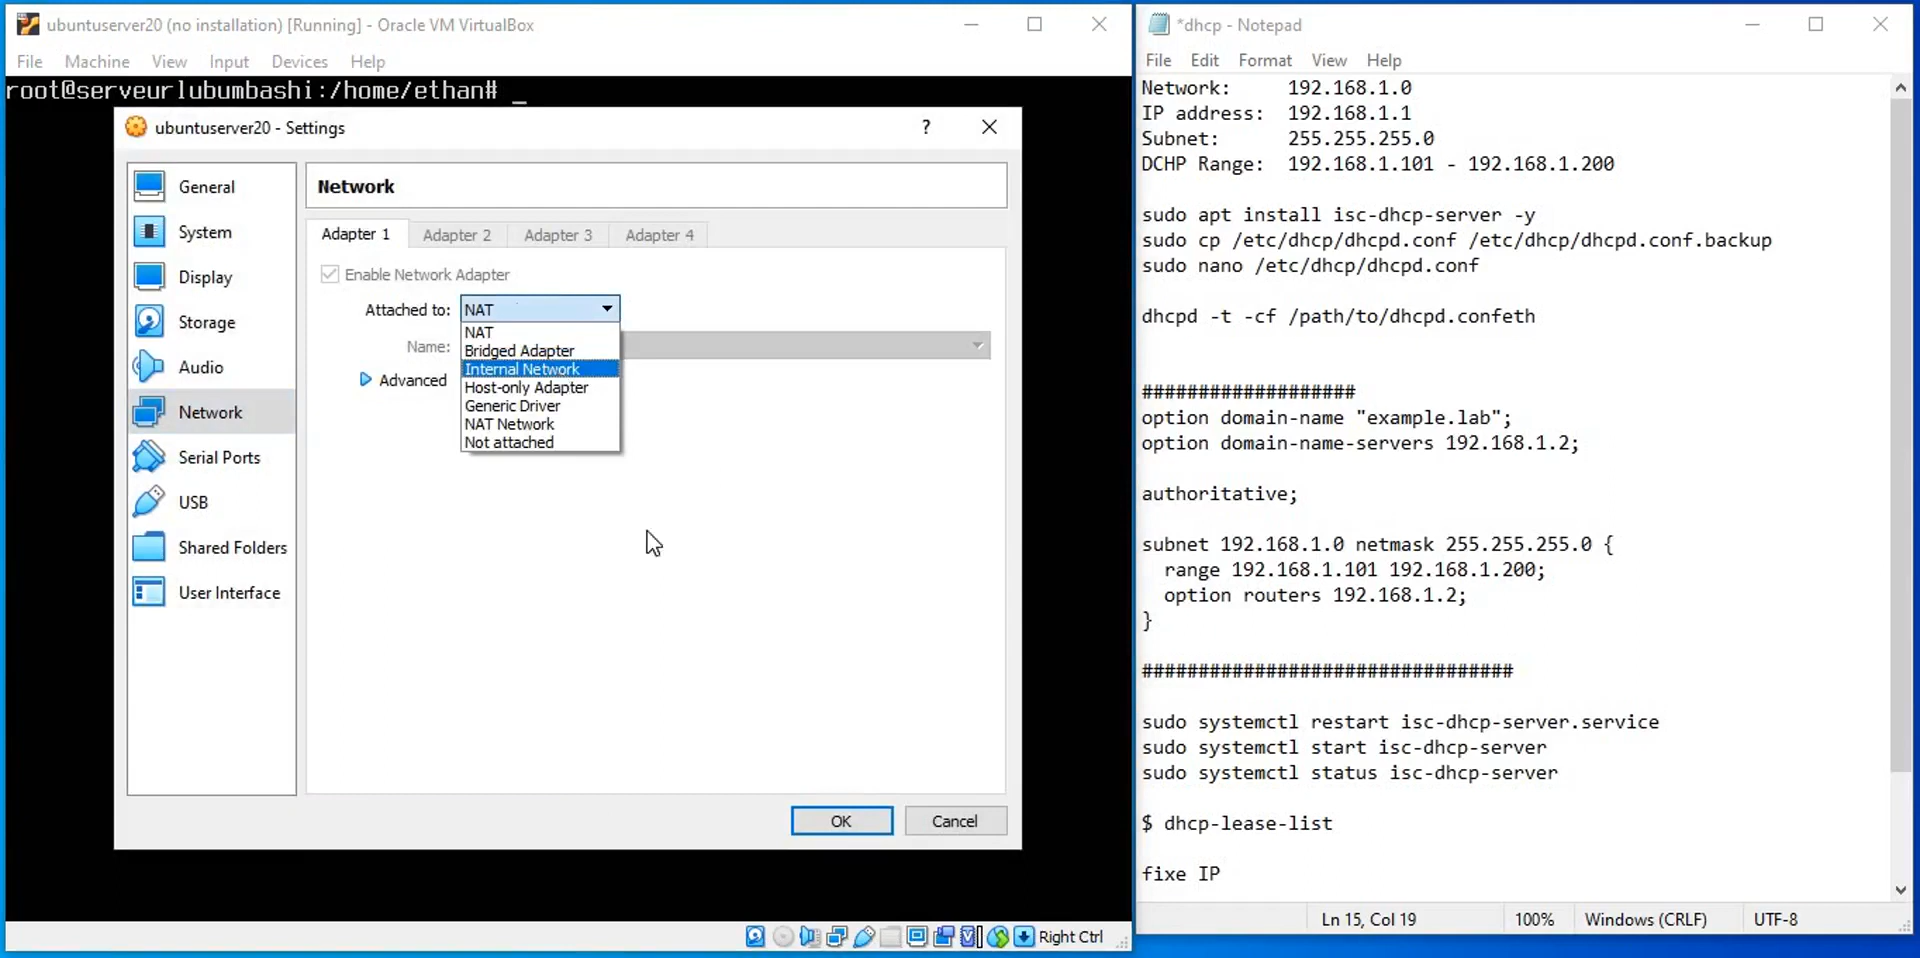 ubuntuserver20 (no installation) [Running] - Oracle VM VirtualBox
File Machine View Input Devices Help
root@serveurlubumbashi:/home/ethan# _
ubuntuserver20 - Settings
?
General
System
Display
Storage
Audio
Network
Serial Ports
USB
Shared Folders
User Interface
Network
Adapter 1 Adapter 2 Adapter 3 Adapter 4
Enable Network Adapter
Attached to: NAT
NAT
Bridged Adapter
Internal Network
Host-only Adapter
Generic Driver
NAT Network
Not attached
Name:
Advanced
OK Cancel
Right Ctrl
*dhcp - Notepad
File Edit Format View Help
Network: 192.168.1.0
IP address: 192.168.1.1
Subnet: 255.255.255.0
DCHP Range: 192.168.1.101 - 192.168.1.200
sudo apt install isc-dhcp-server -y
sudo cp /etc/dhcp/dhcpd.conf /etc/dhcp/dhcpd.conf.backup
sudo nano /etc/dhcp/dhcpd.conf
dhcpd -t -cf /path/to/dhcpd.confeth
###################
option domain-name "example.lab";
option domain-name-servers 192.168.1.2;
authoritative;
subnet 192.168.1.0 netmask 255.255.255.0 {
range 192.168.1.101 192.168.1.200;
option routers 192.168.1.2;
}
#################################
sudo systemctl restart isc-dhcp-server.service
sudo systemctl start isc-dhcp-server
sudo systemctl status isc-dhcp-server
$ dhcp-lease-list
fixe IP
Ln 15, Col 19 100% Windows (CRLF) UTF-8